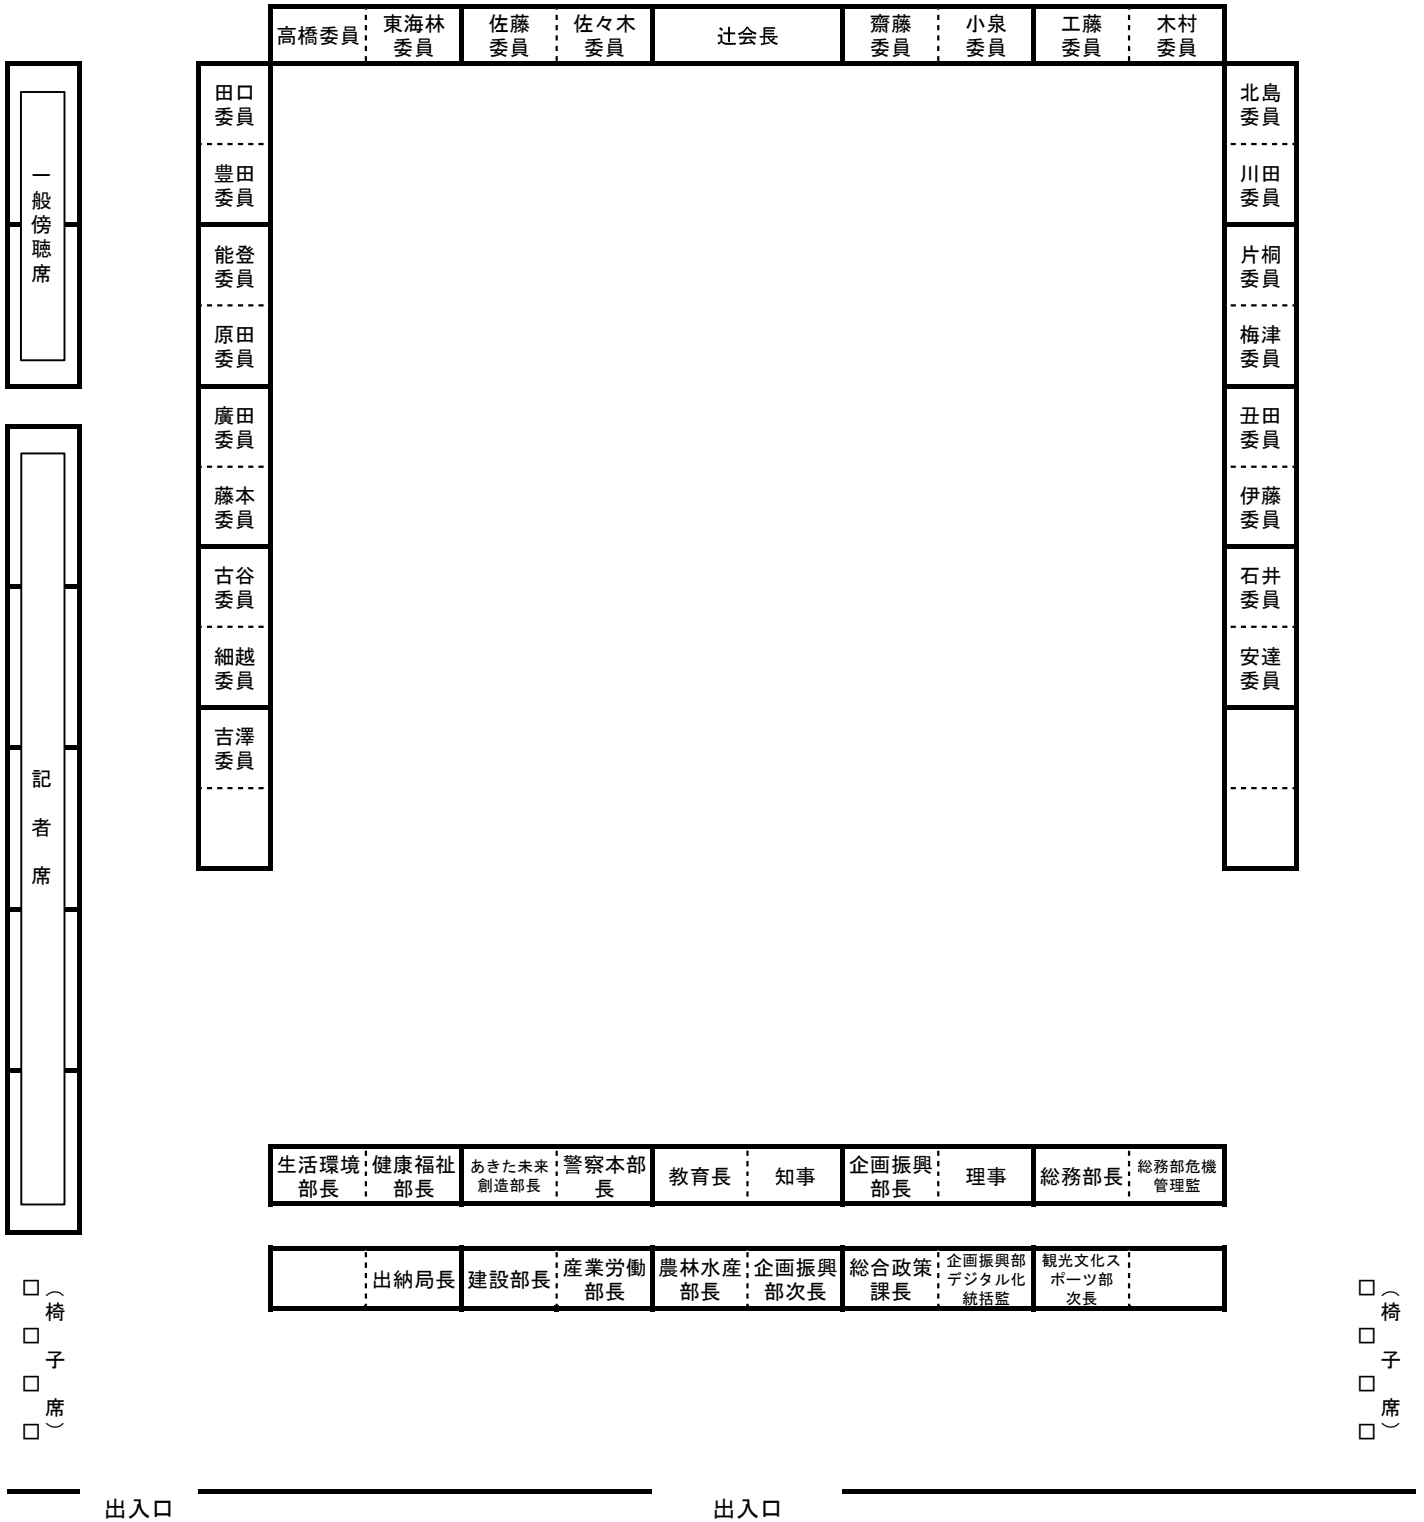 高橋委員
東海林
委員
佐藤
委員
佐々木
委員
辻会長
齋藤
委員
小泉
委員
工藤
委員
木村
委員
田口
委員
豊田
委員
能登
委員
原田
委員
廣田
委員
藤本
委員
古谷
委員
細越
委員
吉澤
委員
北島
委員
川田
委員
片桐
委員
梅津
委員
丑田
委員
伊藤
委員
石井
委員
安達
委員
一般傍聴席
記者席
生活環境
部長
健康福祉
部長
あきた未来
創造部長
警察本部
長
教育長
知事
企画振興
部長
理事
総務部長
総務部危機
管理監
出納局長
建設部長
産業労働
部長
農林水産
部長
企画振興
部次長
総合政策
課長
企画振興部
デジタル化
統括監
観光文化ス
ポーツ部
次長
（椅子席）
□
□
□
□
（椅子席）
□
□
□
□
出入口
出入口